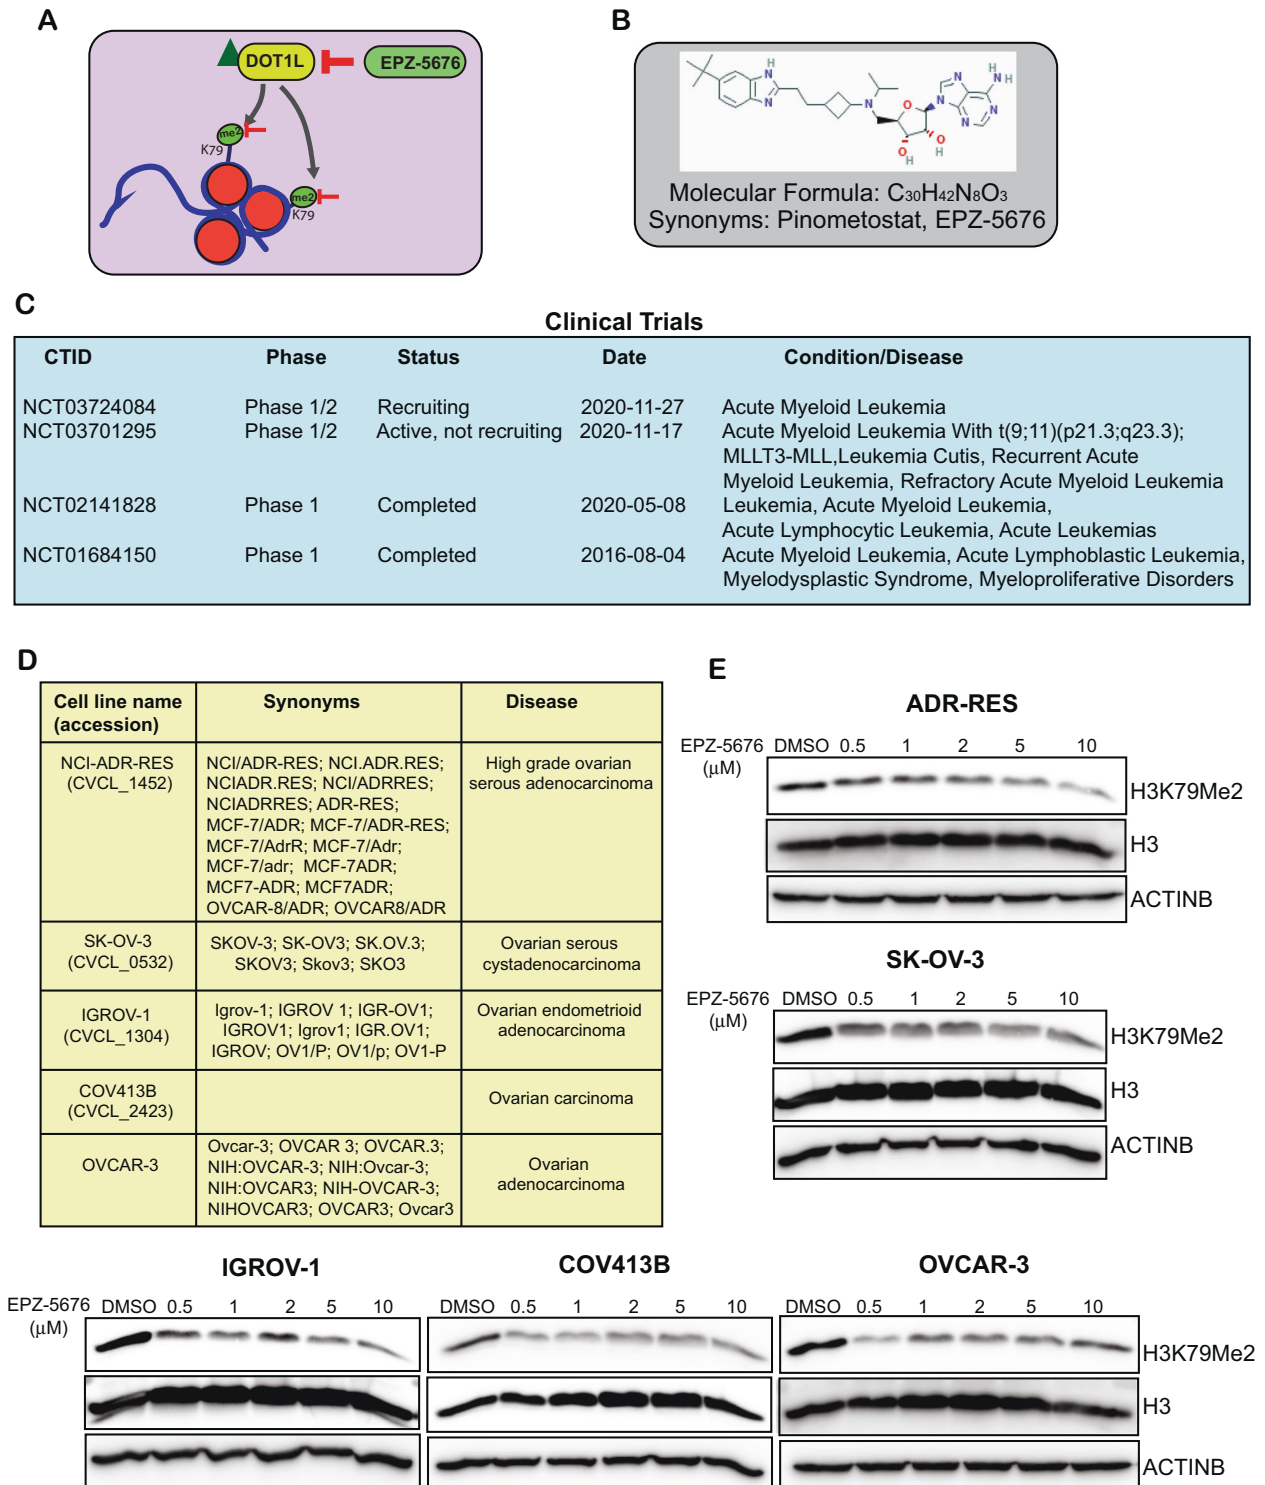 A
DOT1L
EPZ-5676
me2
K79
me2
K79
B
N
H
N
N
O
N
N
N
N
N
H
H
O
H
O
H
Molecular Formula: C30H42N8O3
Synonyms: Pinometostat, EPZ-5676
C
Clinical Trials
CTID Phase Status Date Condition/Disease
NCT03724084 Phase 1/2 Recruiting 2020-11-27 Acute Myeloid Leukemia
NCT03701295 Phase 1/2 Active, not recruiting 2020-11-17 Acute Myeloid Leukemia With t(9;11)(p21.3;q23.3);
MLLT3-MLL,Leukemia Cutis, Recurrent Acute
Myeloid Leukemia, Refractory Acute Myeloid Leukemia
NCT02141828 Phase 1 Completed 2020-05-08 Leukemia, Acute Myeloid Leukemia,
Acute Lymphocytic Leukemia, Acute Leukemias
NCT01684150 Phase 1 Completed 2016-08-04 Acute Myeloid Leukemia, Acute Lymphoblastic Leukemia,
Myelodysplastic Syndrome, Myeloproliferative Disorders
D
Cell line name
(accession)
Synonyms
Disease
NCI-ADR-RES
(CVCL_1452)
NCI/ADR-RES; NCI.ADR.RES;
NCIADR.RES; NCI/ADRRES;
NCIADRRES; ADR-RES;
MCF-7/ADR; MCF-7/ADR-RES;
MCF-7/AdrR; MCF-7/Adr;
MCF-7/adr; MCF-7ADR;
MCF7-ADR; MCF7ADR;
OVCAR-8/ADR; OVCAR8/ADR
High grade ovarian
serous adenocarcinoma
SK-OV-3
(CVCL_0532)
SKOV-3; SK-OV3; SK.OV.3;
SKOV3; Skov3; SKO3
Ovarian serous
cystadenocarcinoma
IGROV-1
(CVCL_1304)
Igrov-1; IGROV 1; IGR-OV1;
IGROV1; Igrov1; IGR.OV1;
IGROV; OV1/P; OV1/p; OV1-P
Ovarian endometrioid
adenocarcinoma
COV413B
(CVCL_2423)
Ovarian carcinoma
OVCAR-3
Ovcar-3; OVCAR 3; OVCAR.3;
NIH:OVCAR-3; NIH:Ovcar-3;
NIH:OVCAR3; NIH-OVCAR-3;
NIHOVCAR3; OVCAR3; Ovcar3
Ovarian
adenocarcinoma
E
ADR-RES
EPZ-5676 DMSO 0.5 1 2 5 10
(µM)
H3K79Me2
H3
ACTINB
SK-OV-3
EPZ-5676 DMSO 0.5 1 2 5 10
(µM)
H3K79Me2
H3
ACTINB
IGROV-1 COV413B OVCAR-3
EPZ-5676 DMSO 0.5 1 2 5 10 DMSO 0.5 1 2 5 10 DMSO 0.5 1 2 5 10
(µM)
H3K79Me2
H3
ACTINB